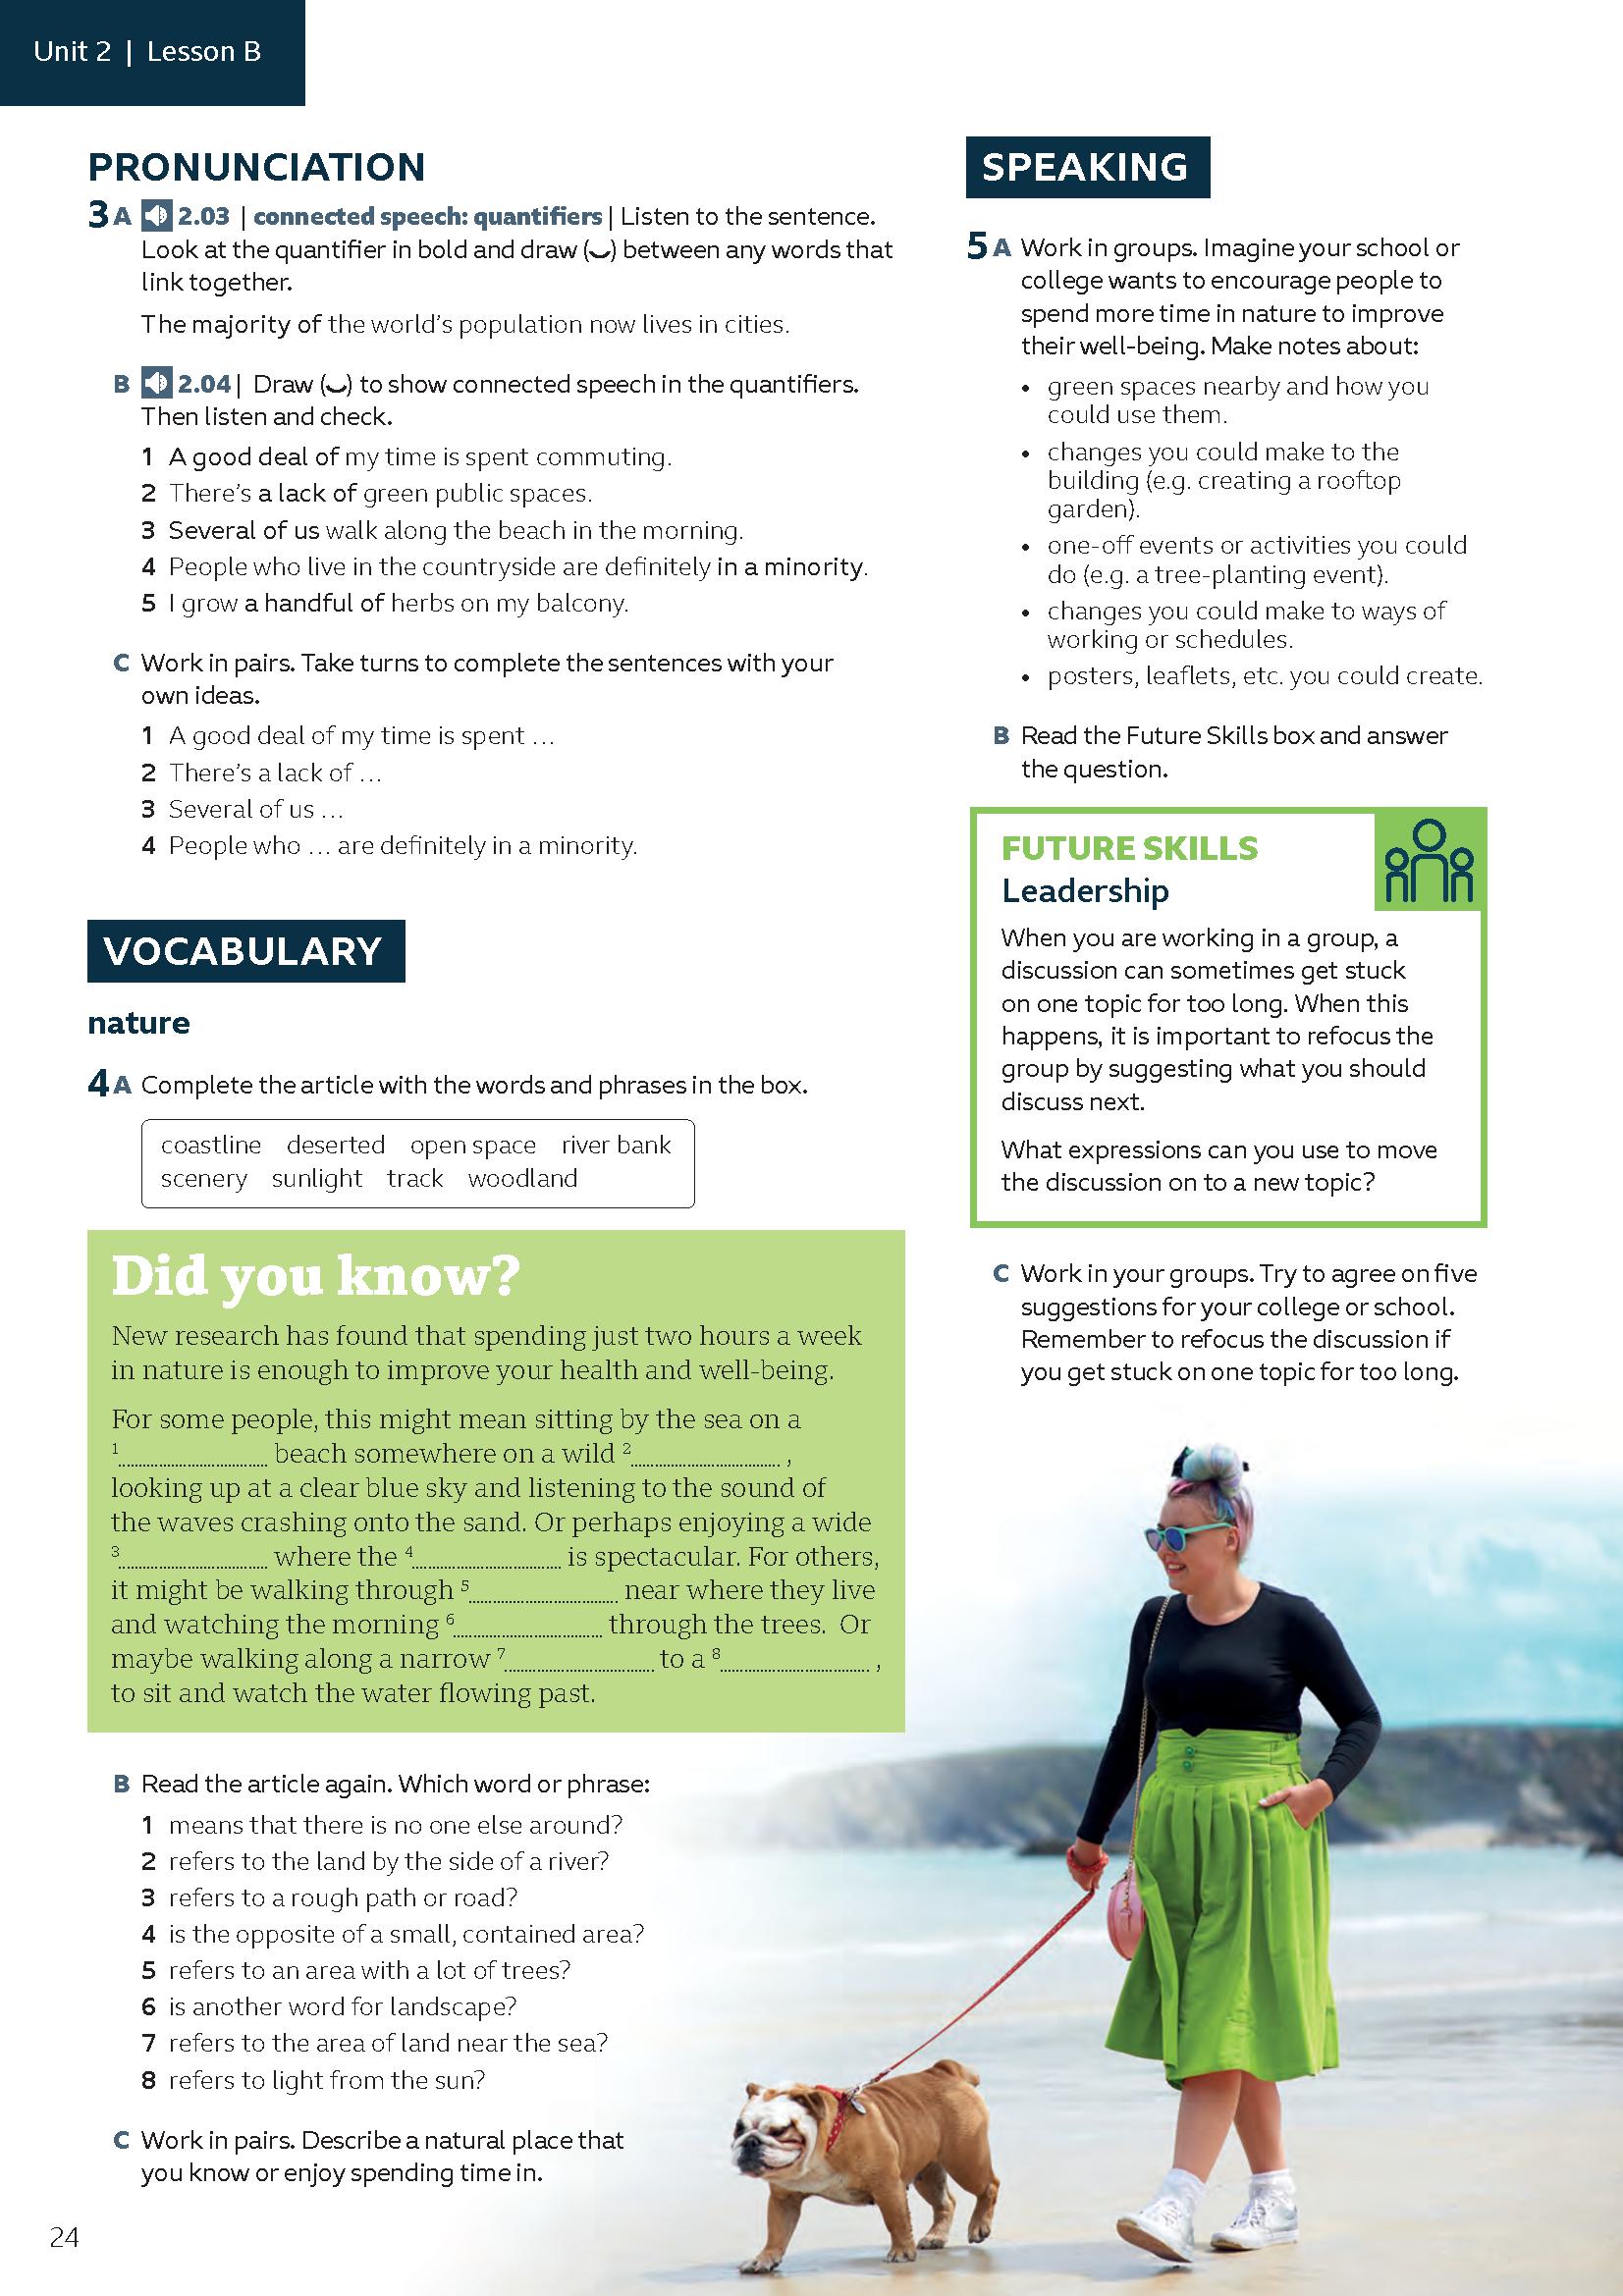 Unit 2 | Lesson B
PRONUNCIATION
3 A 2.03 | connected speech: quantifiers | Listen to the sentence.
Look at the quantifier in bold and draw (‿) between any words that
link together.
The majority of the world's population now lives in cities.
B 2.04 | Draw (‿) to show connected speech in the quantifiers.
Then listen and check.
1 A good deal of my time is spent commuting.
2 There's a lack of green public spaces.
3 Several of us walk along the beach in the morning.
4 People who live in the countryside are definitely in a minority.
5 I grow a handful of herbs on my balcony.
C Work in pairs. Take turns to complete the sentences with your
own ideas.
1 A good deal of my time is spent …
2 There's a lack of …
3 Several of us …
4 People who … are definitely in a minority.
VOCABULARY
nature
4 A Complete the article with the words and phrases in the box.
coastline deserted open space river bank
scenery sunlight track woodland
Did you know?
New research has found that spending just two hours a week
in nature is enough to improve your health and well-being.
For some people, this might mean sitting by the sea on a
1 beach somewhere on a wild 2 ,
looking up at a clear blue sky and listening to the sound of
the waves crashing onto the sand. Or perhaps enjoying a wide
3 where the 4 is spectacular. For others,
it might be walking through 5 near where they live
and watching the morning 6 through the trees. Or
maybe walking along a narrow 7 to a 8 ,
to sit and watch the water flowing past.
B Read the article again. Which word or phrase:
1 means that there is no one else around?
2 refers to the land by the side of a river?
3 refers to a rough path or road?
4 is the opposite of a small, contained area?
5 refers to an area with a lot of trees?
6 is another word for landscape?
7 refers to the area of land near the sea?
8 refers to light from the sun?
C Work in pairs. Describe a natural place that
you know or enjoy spending time in.
SPEAKING
5 A Work in groups. Imagine your school or
college wants to encourage people to
spend more time in nature to improve
their well-being. Make notes about:
• green spaces nearby and how you
could use them.
• changes you could make to the
building (e.g. creating a rooftop
garden).
• one-off events or activities you could
do (e.g. a tree-planting event).
• changes you could make to ways of
working or schedules.
• posters, leaflets, etc. you could create.
B Read the Future Skills box and answer
the question.
FUTURE SKILLS
Leadership
When you are working in a group, a
discussion can sometimes get stuck
on one topic for too long. When this
happens, it is important to refocus the
group by suggesting what you should
discuss next.
What expressions can you use to move
the discussion on to a new topic?
C Work in your groups. Try to agree on five
suggestions for your college or school.
Remember to refocus the discussion if
you get stuck on one topic for too long.
24